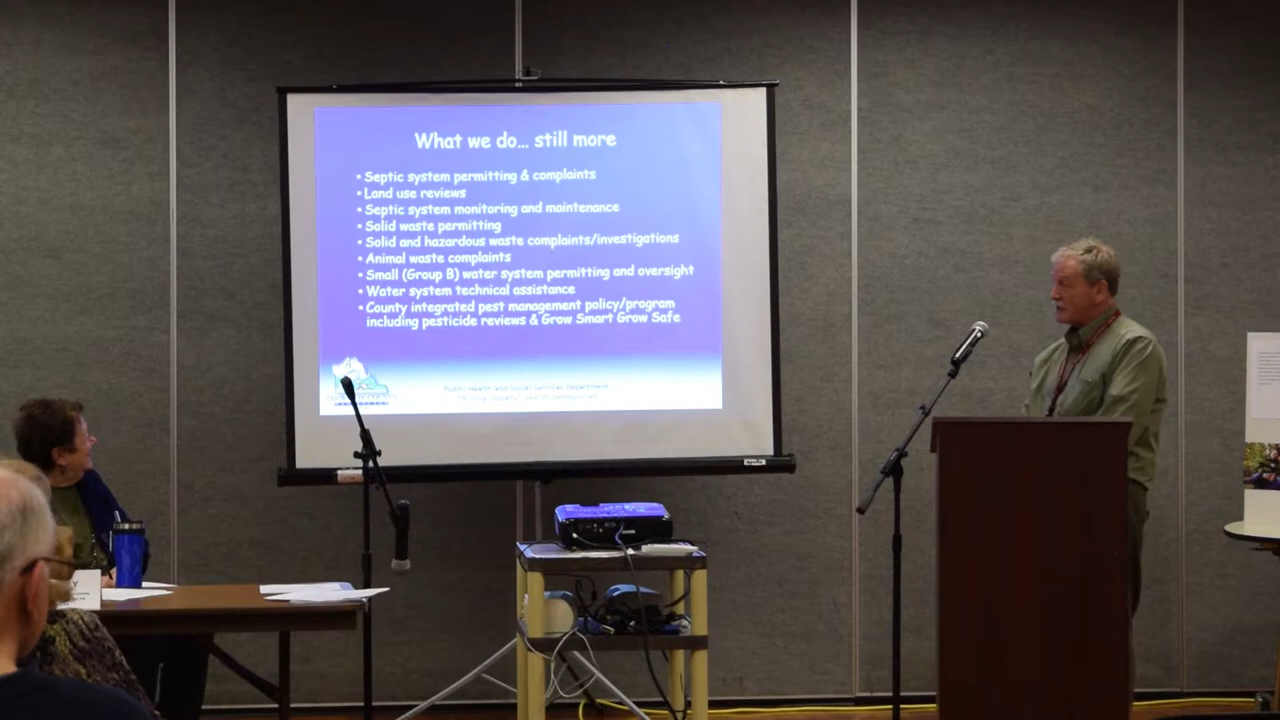 What we do... still more
• Septic system permitting & complaints
• Land use reviews
• Septic system monitoring and maintenance
• Solid waste permitting
• Solid and hazardous waste complaints/investigations
• Animal waste complaints
• Small (Group B) water system permitting and oversight
• Water system technical assistance
• County integrated pest management policy/program
including pesticide reviews & Grow Smart Grow Safe
Public Health and Social Services Department